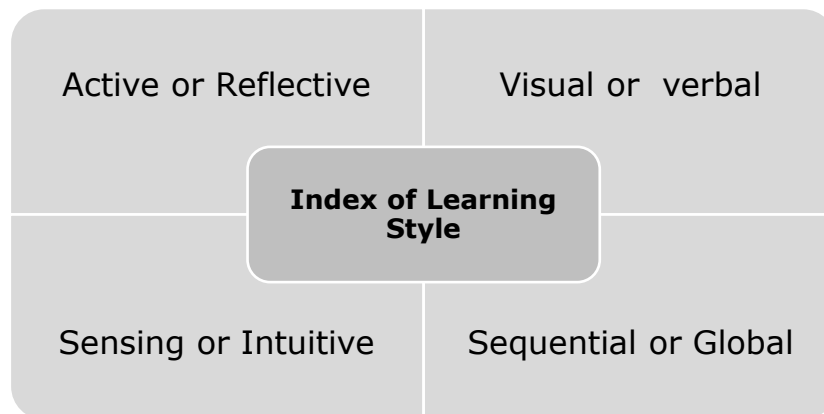 Active or Reflective
Visual or verbal
Index of Learning
Style
Sensing or Intuitive
Sequential or Global